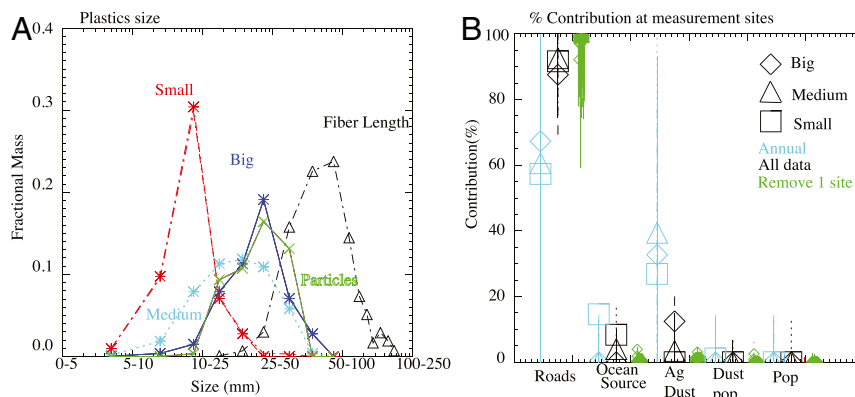 A
Plastics size
0.4
0.3
0.2
0.1
0.0
Fractional Mass
Small
Big
Fiber Length
Medium
Particles
0-5
5-10
10-25
25-50
50-100
100-250
Size (mm)
B
% Contribution at measurement sites
100
80
60
40
20
0
Contribution(%)
Big
Medium
Small
Annual
All data
Remove 1 site
Roads
Ocean
Source
Ag
Dust
Dust
pop
Pop